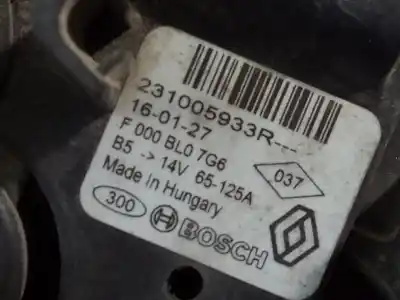 231005933R---
16-01-27
F 000 BL0 7G6
B5 -> 14V 65-125A
Made in Hungary
037
300
BOSCH